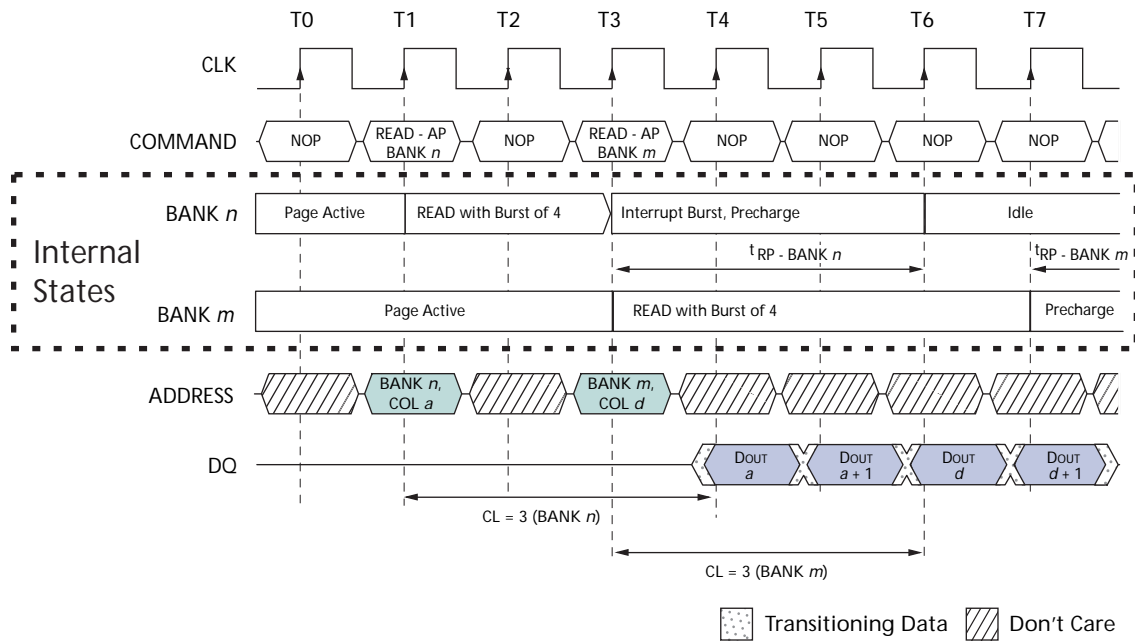 T0 T1 T2 T3 T4 T5 T6 T7
CLK
COMMAND NOP READ - AP BANK n NOP READ - AP BANK m NOP NOP NOP NOP
Internal States
BANK n Page Active READ with Burst of 4 Interrupt Burst, Precharge Idle
tRP - BANK n tRP - BANK m
BANK m Page Active READ with Burst of 4 Precharge
ADDRESS BANK n, COL a BANK m, COL d
DQ DOUT a DOUT a + 1 DOUT d DOUT d + 1
CL = 3 (BANK n)
CL = 3 (BANK m)
Transitioning Data Don't Care